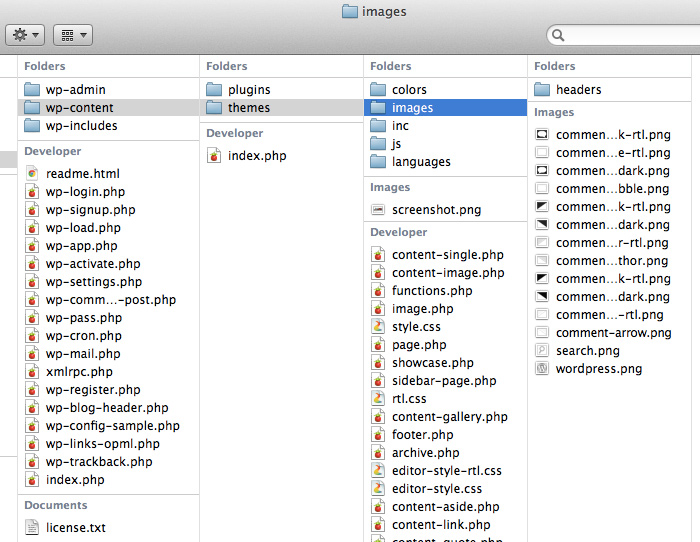 images
Folders
wp-admin
wp-content
wp-includes
Developer
readme.html
wp-login.php
wp-signup.php
wp-load.php
wp-app.php
wp-activate.php
wp-settings.php
wp-comm...-post.php
wp-pass.php
wp-cron.php
wp-mail.php
xmlrpc.php
wp-register.php
wp-blog-header.php
wp-config-sample.php
wp-links-opml.php
wp-trackback.php
index.php
Documents
license.txt
Folders
plugins
themes
Developer
index.php
Folders
colors
images
inc
js
languages
Images
screenshot.png
Developer
content-single.php
content-image.php
functions.php
image.php
style.css
page.php
showcase.php
sidebar-page.php
rtl.css
content-gallery.php
footer.php
archive.php
editor-style-rtl.css
editor-style.css
content-aside.php
content-link.php
content-quote.php
Folders
headers
Images
commen...k-rtl.png
commen...e-rtl.png
commen...dark.png
commen...bble.png
commen...k-rtl.png
commen...dark.png
commen...r-rtl.png
commen...thor.png
commen...k-rtl.png
commen...dark.png
commen...-rtl.png
comment-arrow.png
search.png
wordpress.png